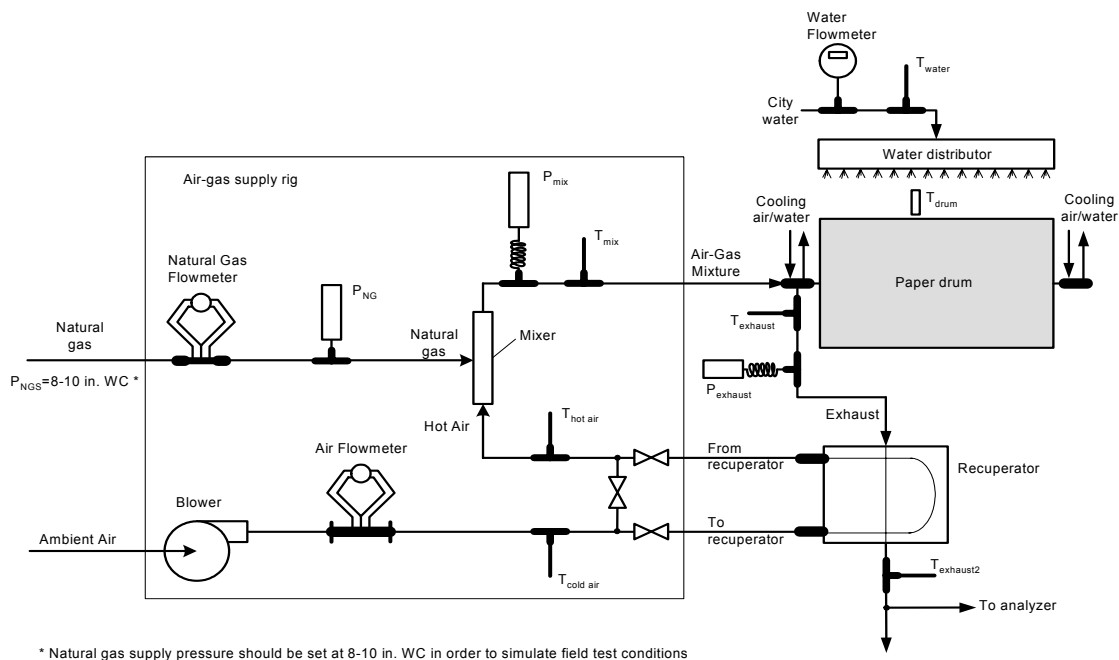 Water
Flowmeter
T water
City
water
Water distributor
Air-gas supply rig
P mix
T drum
Cooling
air/water
Cooling
air/water
T mix
Natural Gas
Flowmeter
Air-Gas
Mixture
Paper drum
P NG
Natural
gas
Natural
gas
Mixer
T exhaust
P NGS=8-10 in. WC *
P exhaust
Hot Air
T hot air
Exhaust
From
recuperator
Recuperator
Air Flowmeter
Blower
To
recuperator
Ambient Air
T cold air
T exhaust2
To analyzer
* Natural gas supply pressure should be set at 8-10 in. WC in order to simulate field test conditions